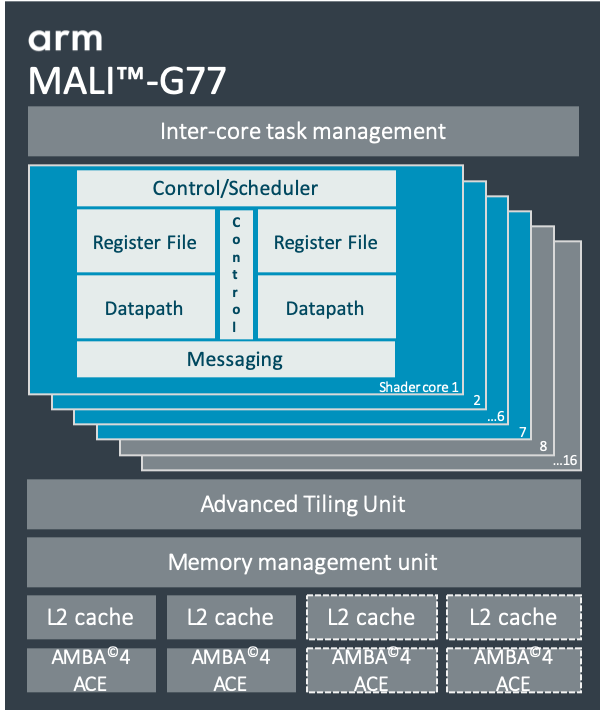 arm
MALI™-G77
Inter-core task management
Control/Scheduler
Register File
Control
Register File
Datapath
Datapath
Messaging
Shader core 1
2
...6
7
8
...16
Advanced Tiling Unit
Memory management unit
L2 cache
L2 cache
L2 cache
L2 cache
AMBA©4
ACE
AMBA©4
ACE
AMBA©4
ACE
AMBA©4
ACE